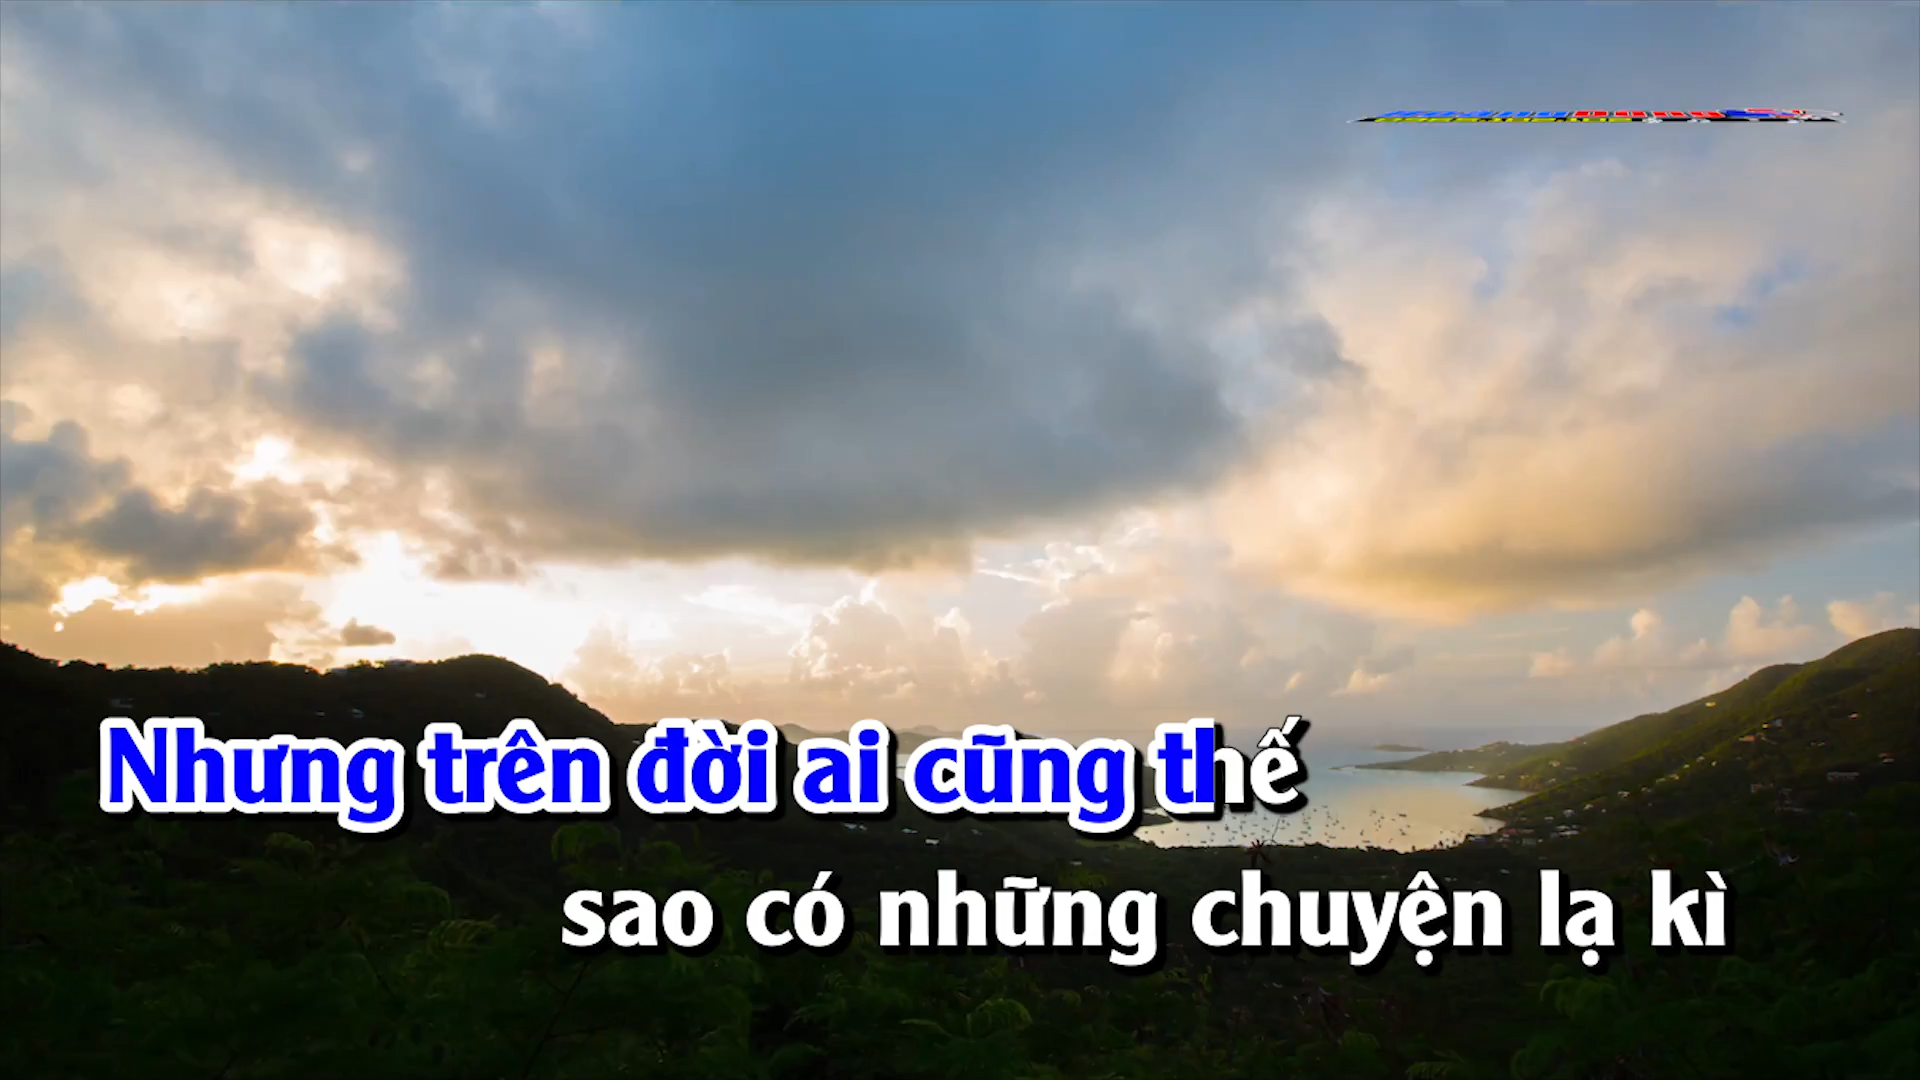 Nhưng trên đời ai cũng thế
sao có những chuyện lạ kì